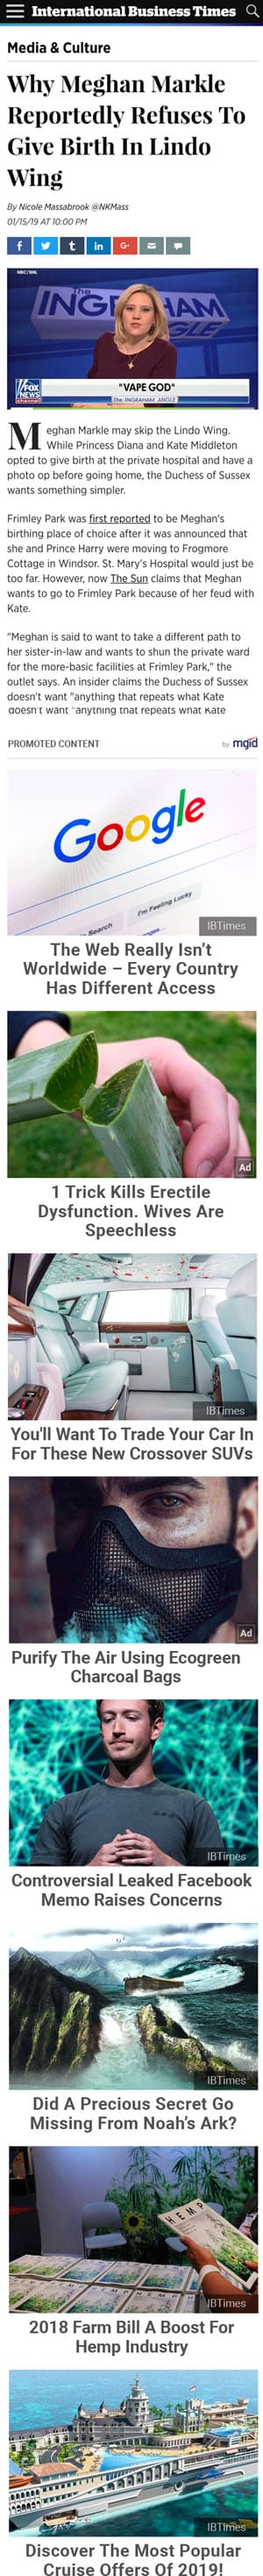 International Business Times
Media & Culture
Why Meghan Markle
Reportedly Refuses To
Give Birth In Lindo
Wing
By Nicole Massabrook @NKMass
01/15/19 AT 10:00 PM
f t in G+
NBC/SNL
The
INGRAHAM
ANGLE
FOX
NEWS
channel
"VAPE GOD"
The INGRAHAM ANGLE
Meghan Markle may skip the Lindo Wing.
While Princess Diana and Kate Middleton
opted to give birth at the private hospital and have a
photo op before going home, the Duchess of Sussex
wants something simpler.
Frimley Park was first reported to be Meghan's
birthing place of choice after it was announced that
she and Prince Harry were moving to Frogmore
Cottage in Windsor. St. Mary's Hospital would just be
too far. However, now The Sun claims that Meghan
wants to go to Frimley Park because of her feud with
Kate.
"Meghan is said to want to take a different path to
her sister-in-law and wants to shun the private ward
for the more-basic facilities at Frimley Park," the
outlet says. An insider claims the Duchess of Sussex
doesn't want "anything that repeats what Kate
doesn't want "anything that repeats what Kate
PROMOTED CONTENT
by mgid
Google
Search
I'm Feeling Lucky
IBTimes
The Web Really Isn't
Worldwide – Every Country
Has Different Access
Ad
1 Trick Kills Erectile
Dysfunction. Wives Are
Speechless
IBTimes
You'll Want To Trade Your Car In
For These New Crossover SUVs
Ad
Purify The Air Using Ecogreen
Charcoal Bags
IBTimes
Controversial Leaked Facebook
Memo Raises Concerns
IBTimes
Did A Precious Secret Go
Missing From Noah's Ark?
HEMP
IBTimes
2018 Farm Bill A Boost For
Hemp Industry
IBTimes
Discover The Most Popular
Cruise Offers Of 2019!